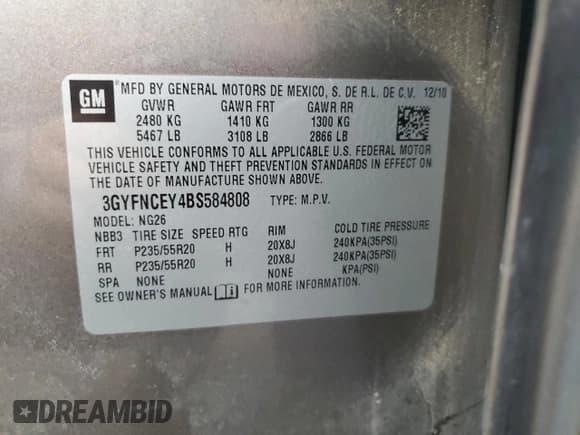 GM
MFD BY GENERAL MOTORS DE MEXICO, S. DE R.L. DE C.V. 12/10
GVWR GAWR FRT GAWR RR
2480 KG 1410 KG 1300 KG
5467 LB 3108 LB 2866 LB
THIS VEHICLE CONFORMS TO ALL APPLICABLE U.S. FEDERAL MOTOR
VEHICLE SAFETY AND THEFT PREVENTION STANDARDS IN EFFECT ON
THE DATE OF MANUFACTURE SHOWN ABOVE.
3GYFNCEY4BS584808 TYPE: M.P.V.
MODEL: NG26
NBB3 TIRE SIZE SPEED RTG RIM COLD TIRE PRESSURE
FRT P235/55R20 H 20X8J 240KPA(35PSI)
RR P235/55R20 H 20X8J 240KPA(35PSI)
SPA NONE NONE KPA(PSI)
SEE OWNER'S MANUAL i FOR MORE INFORMATION.
DREAMBID